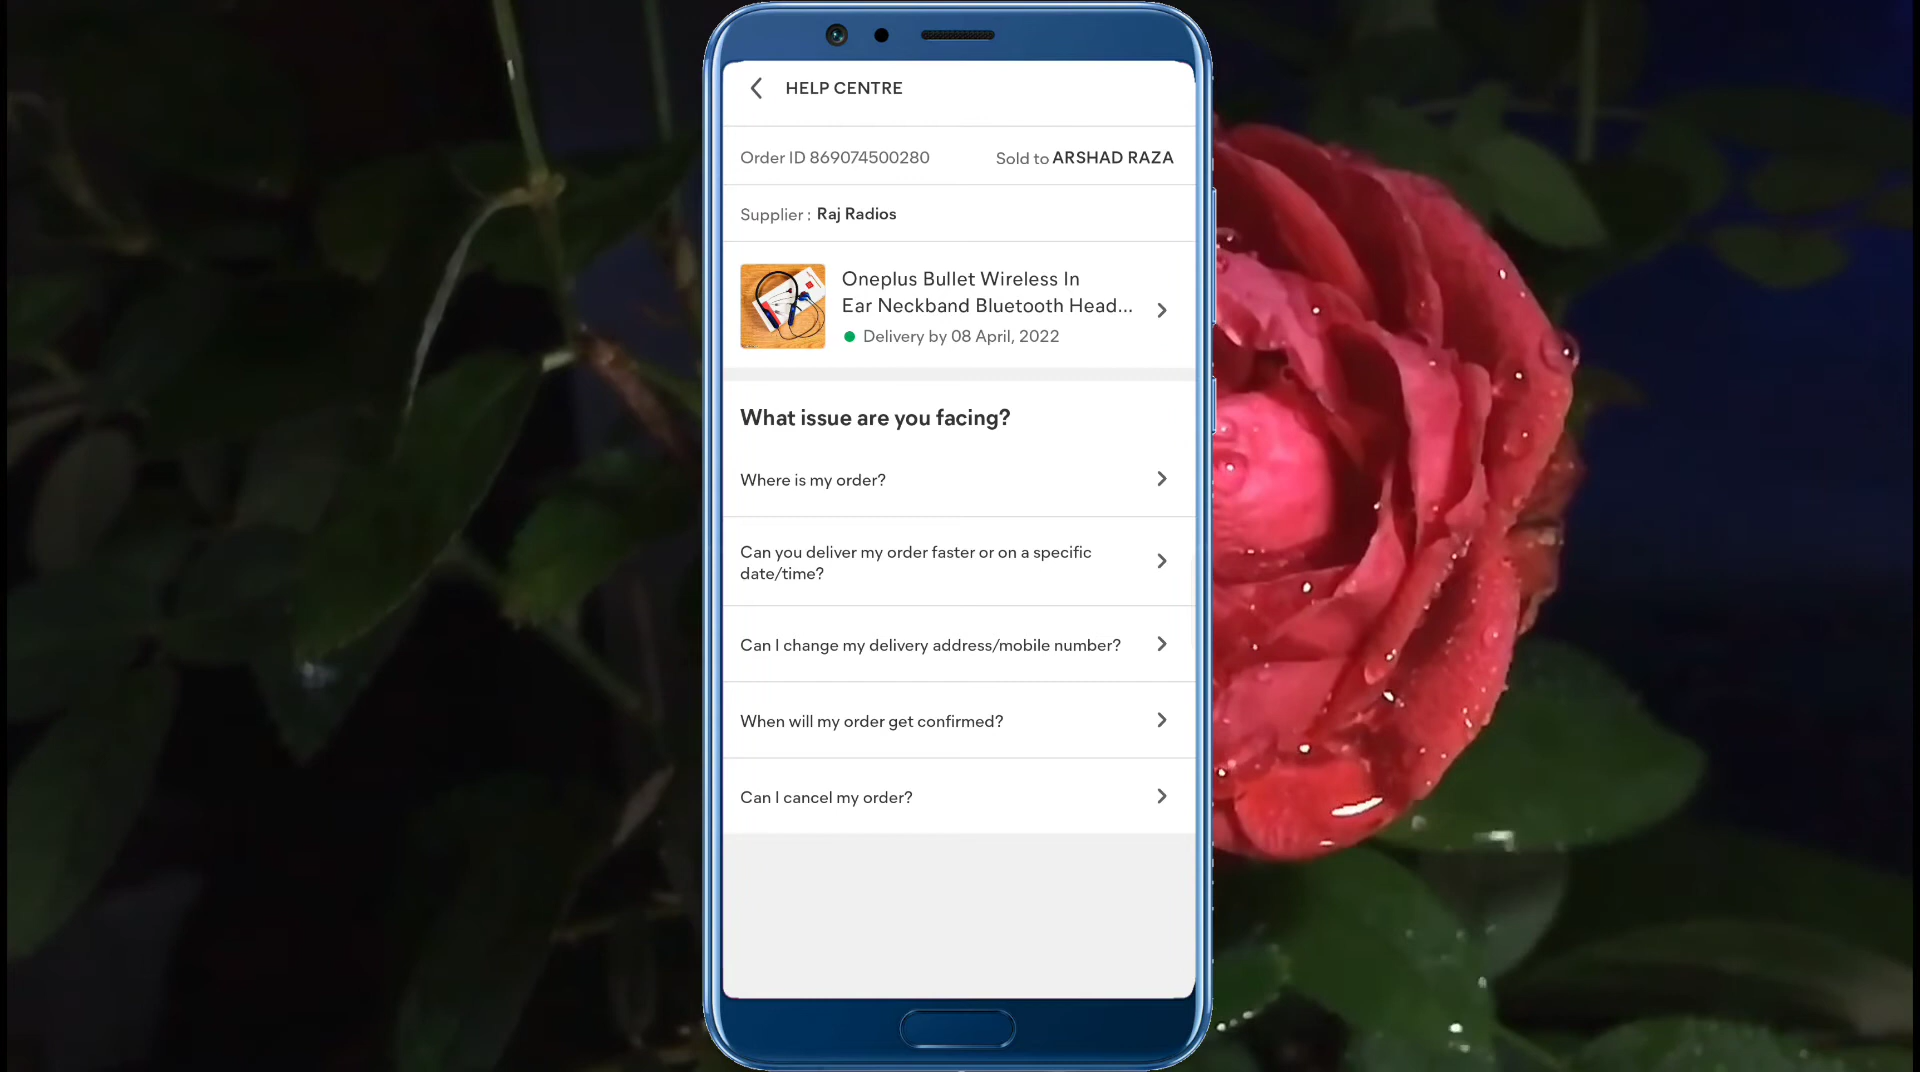 HELP CENTRE
Order ID 869074500280 Sold to ARSHAD RAZA
Supplier : Raj Radios
Oneplus Bullet Wireless In
Ear Neckband Bluetooth Head...
Delivery by 08 April, 2022
What issue are you facing?
Where is my order?
Can you deliver my order faster or on a specific
date/time?
Can I change my delivery address/mobile number?
When will my order get confirmed?
Can I cancel my order?